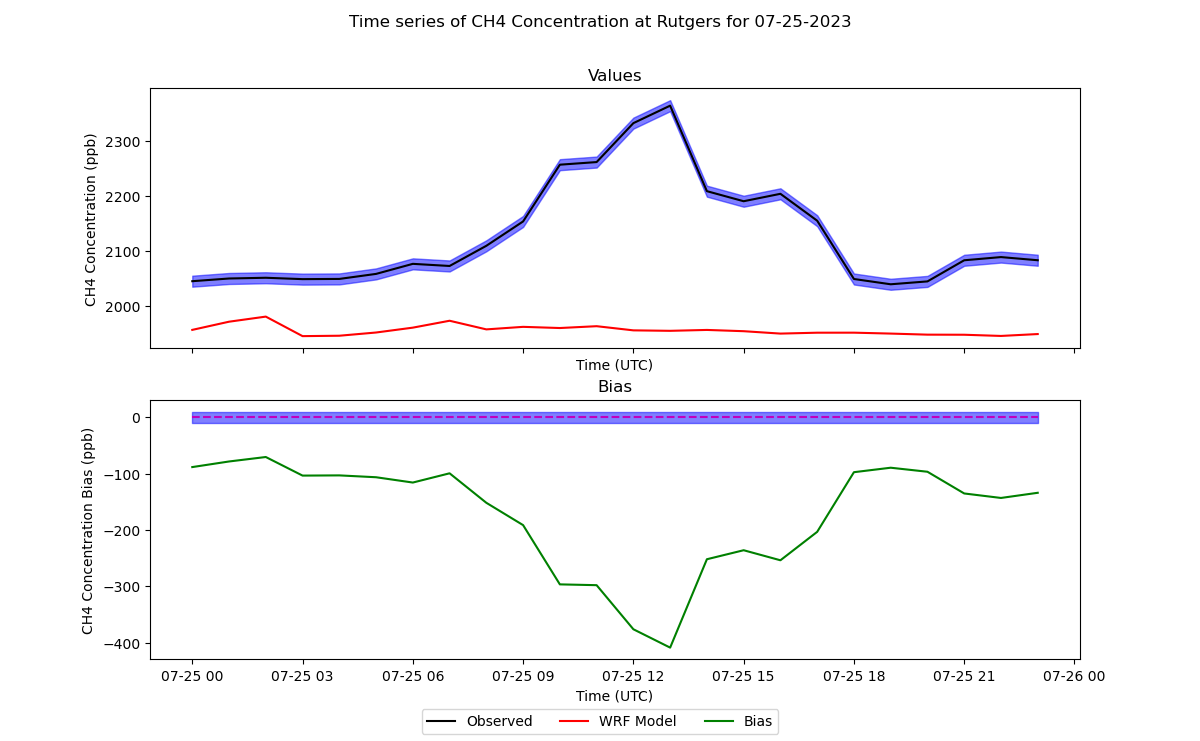 Time series of CH4 Concentration at Rutgers for 07-25-2023
Values
CH4 Concentration (ppb)
2300
2200
2100
2000
Time (UTC)
Bias
CH4 Concentration Bias (ppb)
0
−100
−200
−300
−400
07-25 00 07-25 03 07-25 06 07-25 09 07-25 12 07-25 15 07-25 18 07-25 21 07-26 00
Time (UTC)
Observed WRF Model Bias